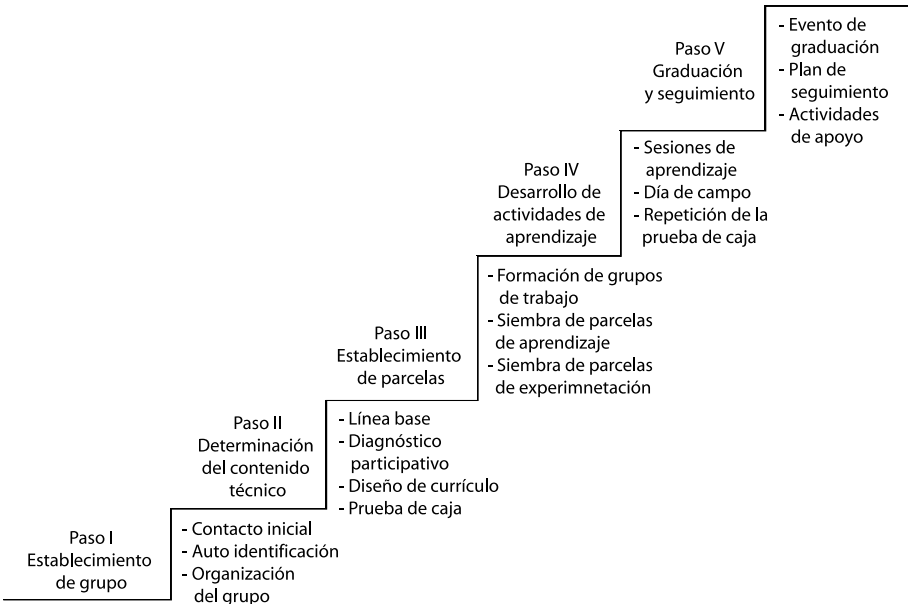 Paso I
Establecimiento
de grupo
- Contacto inicial
- Auto identificación
- Organización
del grupo
Paso II
Determinación
del contenido
técnico
- Línea base
- Diagnóstico
participativo
- Diseño de currículo
- Prueba de caja
Paso III
Establecimiento
de parcelas
- Formación de grupos
de trabajo
- Siembra de parcelas
de aprendizaje
- Siembra de parcelas
de experimnetación
Paso IV
Desarrollo de
actividades de
aprendizaje
- Sesiones de
aprendizaje
- Día de campo
- Repetición de la
prueba de caja
Paso V
Graduación
y seguimiento
- Evento de
graduación
- Plan de
seguimiento
- Actividades
de apoyo